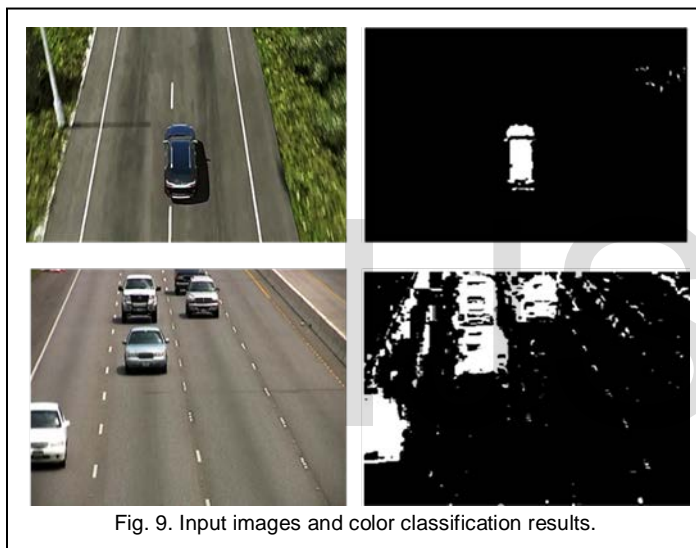 Fig. 9. Input images and color classification results.